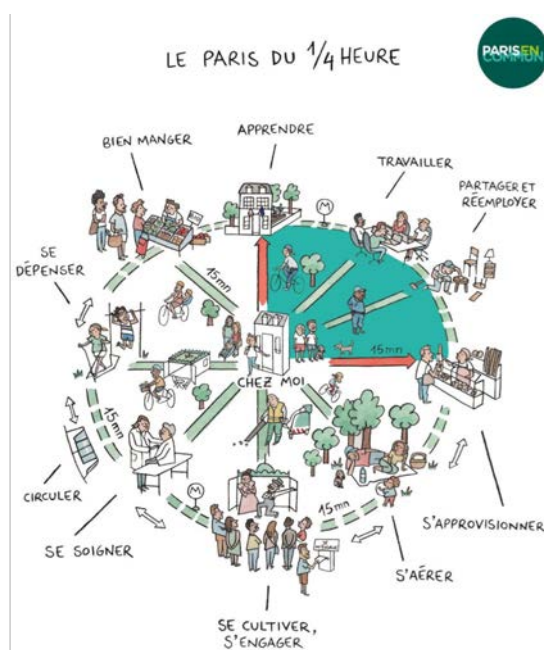 LE PARIS DU 1/4 HEURE
PARIS EN
COMMUN
APPRENDRE
BIEN MANGER
TRAVAILLER
PARTAGER ET
RÉEMPLOYER
SE
DÉPENSER
M
15mn
15mn
CHEZ MOI
15mn
CIRCULER
M
15mn
SE SOIGNER
S'APPROVISIONNER
S'AÉRER
SE CULTIVER,
S'ENGAGER